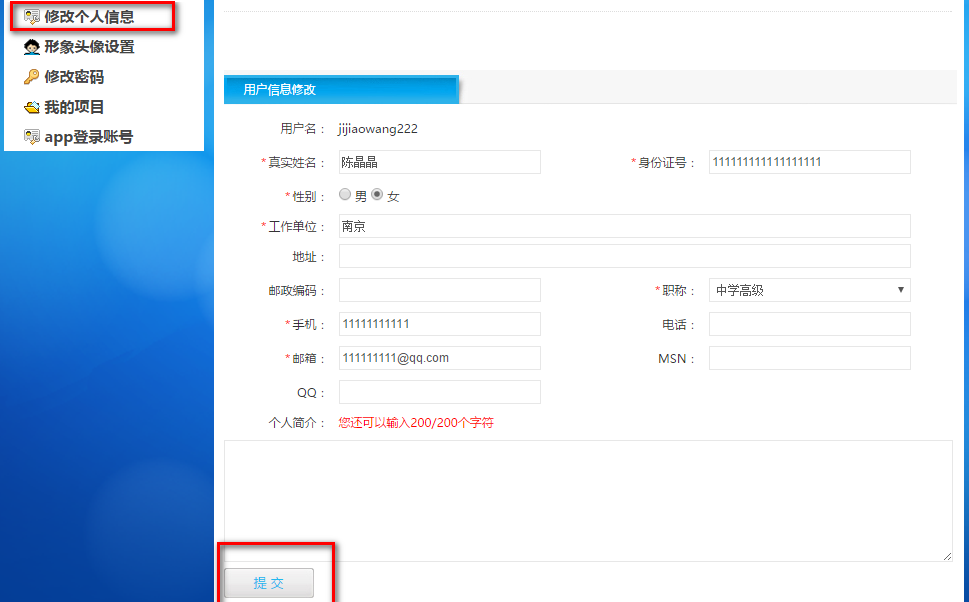 修改个人信息
形象头像设置
修改密码
我的项目
app登录账号
用户信息修改
用户名： jijiaowang222
*真实姓名： 陈晶晶 *身份证号： 111111111111111111
*性别： 男 女
*工作单位： 南京
地址：
邮政编码： *职称： 中学高级
*手机： 11111111111 电话：
*邮箱： 111111111@qq.com MSN：
QQ：
个人简介： 您还可以输入200/200个字符
提 交